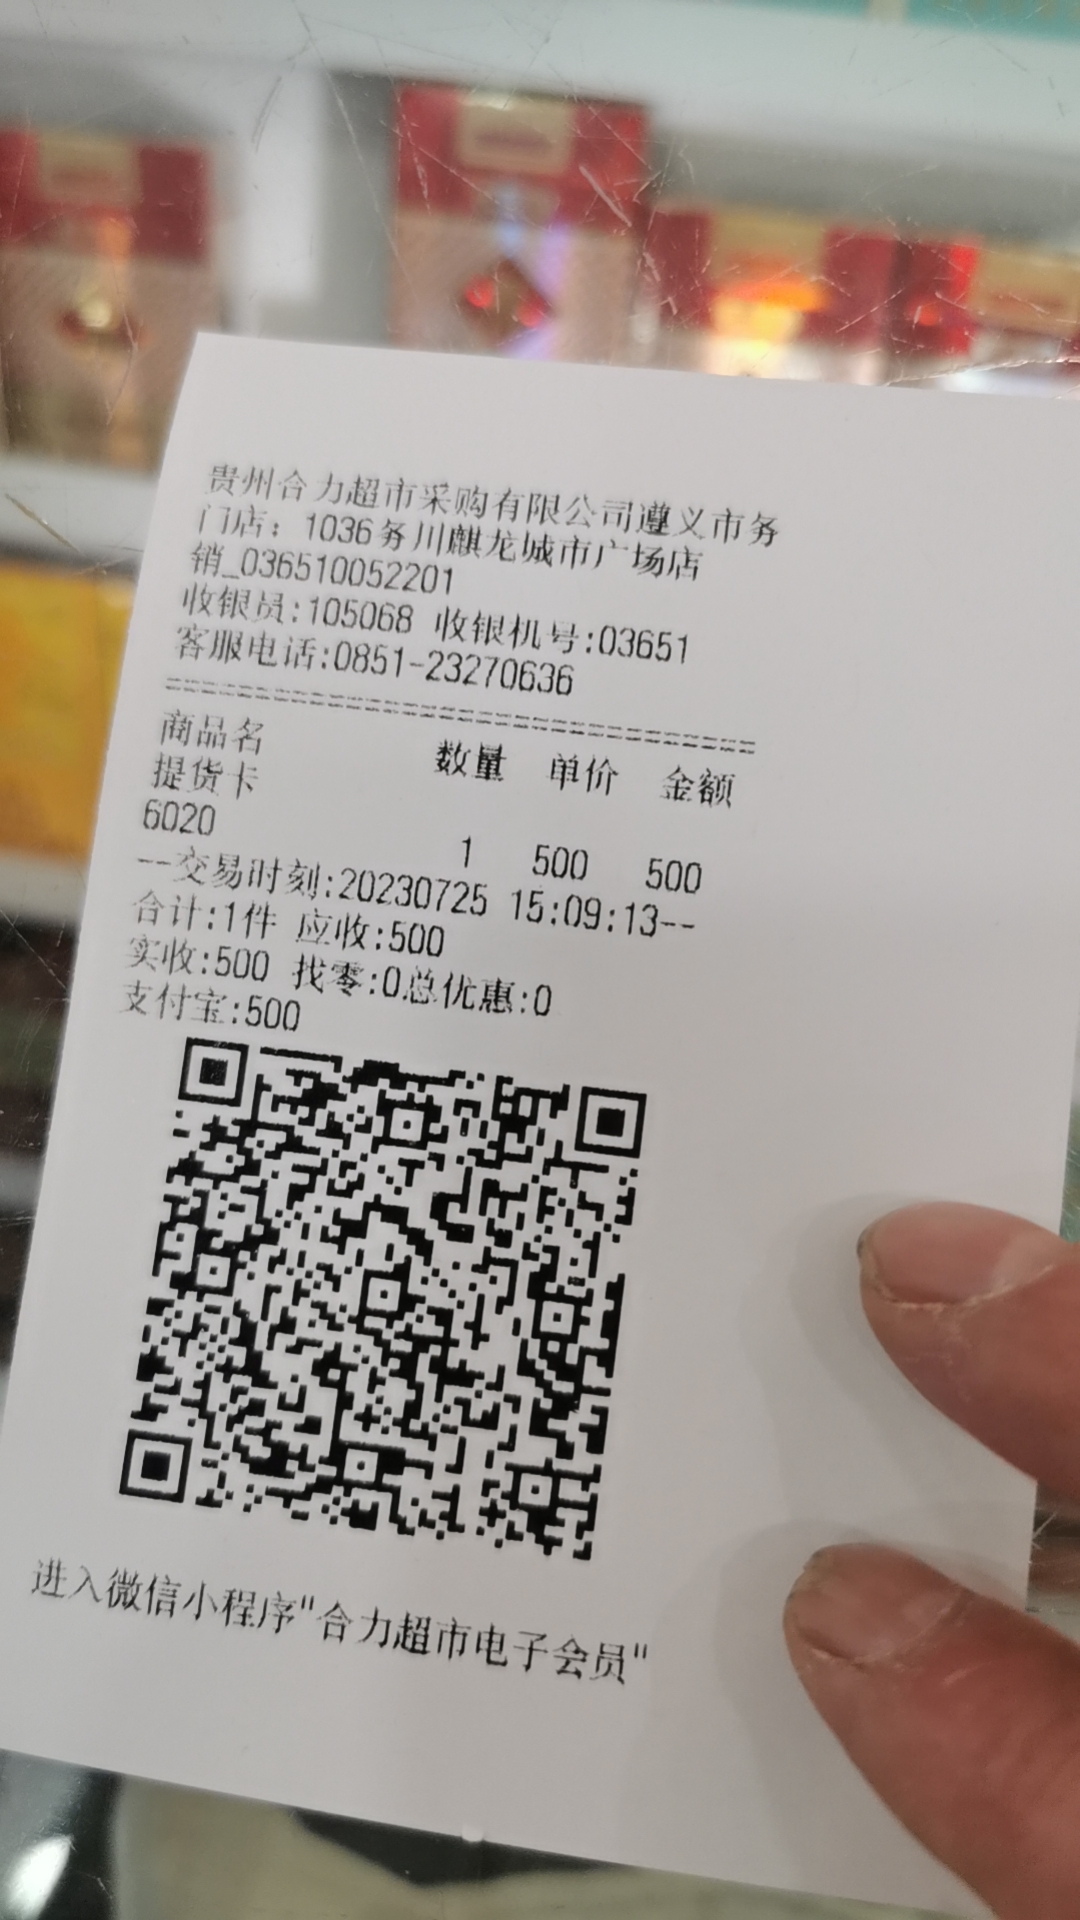 贵州合力超市采购有限公司遵义市务
门店：1036务川麒龙城市广场店
销_036510052201
收银员:105068 收银机号:03651
客服电话:0851-23270636
商品名 数量 单价 金额
提货卡
6020
1 500 500
--交易时刻:20230725 15:09:13--
合计:1件 应收:500
实收:500 找零:0总优惠:0
支付宝:500
进入微信小程序"合力超市电子会员"